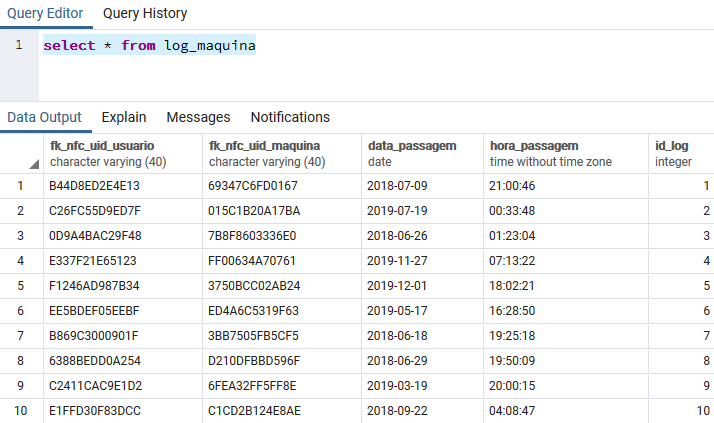 Query Editor Query History
1 select * from log_maquina
Data Output Explain Messages Notifications
fk_nfc_uid_usuario fk_nfc_uid_maquina data_passagem hora_passagem id_log
character varying (40) character varying (40) date time without time zone integer
1 B44D8ED2E4E13 69347C6FD0167 2018-07-09 21:00:46 1
2 C26FC55D9ED7F 015C1B20A17BA 2019-07-19 00:33:48 2
3 0D9A4BAC29F48 7B8F8603336E0 2018-06-26 01:23:04 3
4 E337F21E65123 FF00634A70761 2019-11-27 07:13:22 4
5 F1246AD987B34 3750BCC02AB24 2019-12-01 18:02:21 5
6 EE5BDEF05EEBF ED4A6C5319F63 2019-05-17 16:28:50 6
7 B869C3000901F 3BB7505FB5CF5 2018-06-18 19:25:18 7
8 6388BEDD0A254 D210DFBBD596F 2018-06-29 19:50:09 8
9 C2411CAC9E1D2 6FEA32FF5FF8E 2019-03-19 20:00:15 9
10 E1FFD30F83DCC C1CD2B124E8AE 2018-09-22 04:08:47 10